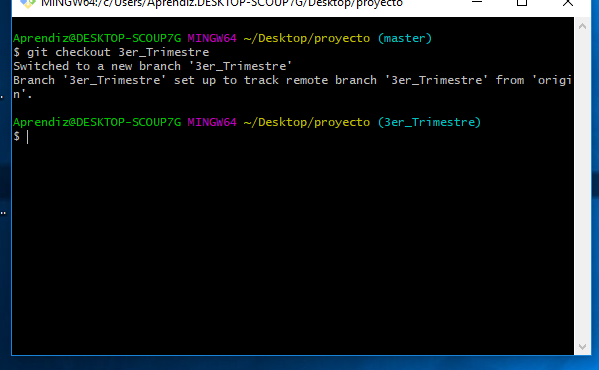 MINGW64:/c/Users/Aprendiz.DESKTOP-SCOUP7G/Desktop/proyecto
Aprendiz@DESKTOP-SCOUP7G MINGW64 ~/Desktop/proyecto (master)
$ git checkout 3er_Trimestre
Switched to a new branch '3er_Trimestre'
Branch '3er_Trimestre' set up to track remote branch '3er_Trimestre' from 'origi
n'.
Aprendiz@DESKTOP-SCOUP7G MINGW64 ~/Desktop/proyecto (3er_Trimestre)
$